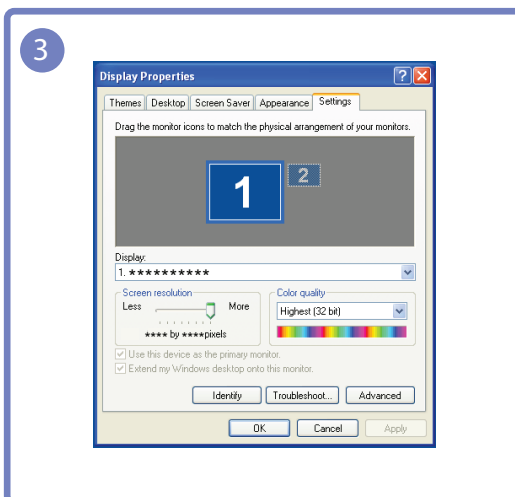 3
Display Properties
Themes Desktop Screen Saver Appearance Settings
Drag the monitor icons to match the physical arrangement of your monitors.
1 2
Display:
1. **********
Screen resolution
Less More
**** by ****pixels
Color quality
Highest (32 bit)
Use this device as the primary monitor.
Extend my Windows desktop onto this monitor.
Identify Troubleshoot... Advanced
OK Cancel Apply